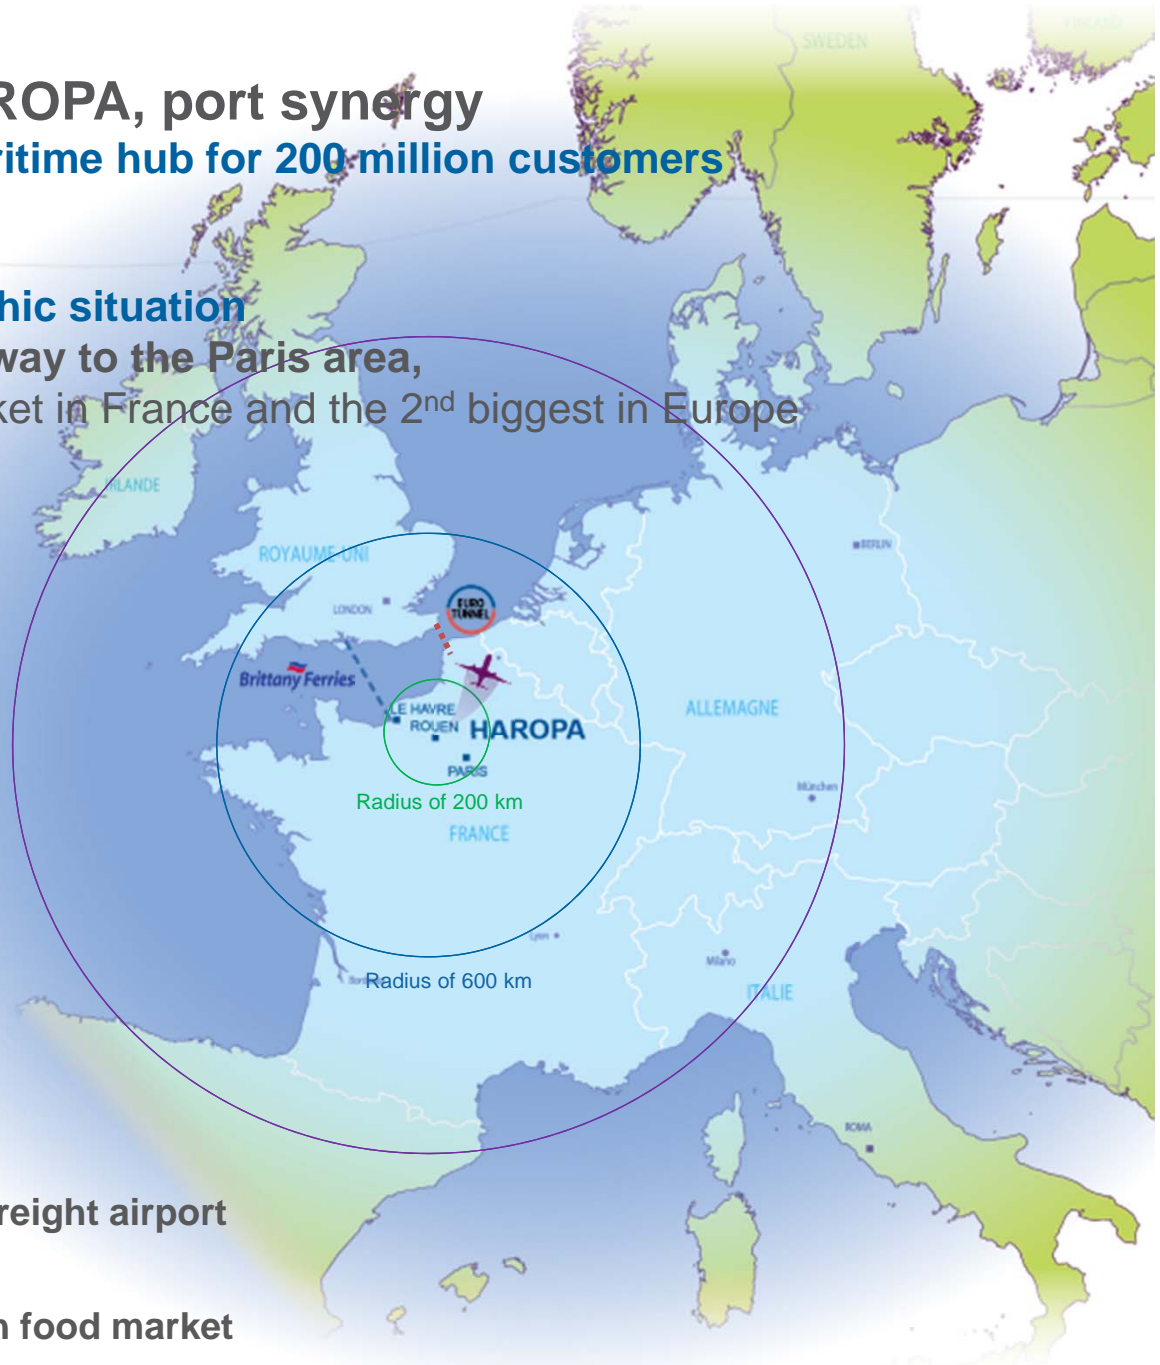 ROPA, port synergy
ritime hub for 200 million customers
hic situation
way to the Paris area,
ket in France and the 2nd biggest in Europe
SWEDEN
FINLAND
IRLANDE
ROYAUME-UNI
BERLIN
LONDON
EURO
TUNNEL
Brittany Ferries
LE HAVRE
ROUEN
HAROPA
PARIS
ALLEMAGNE
München
Radius of 200 km
FRANCE
Lyon
Milano
Radius of 600 km
ITALIE
ROMA
reight airport
n food market